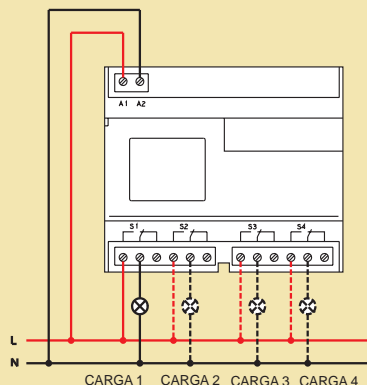 A1 A2
S1 S2 S3 S4
L
N
CARGA 1 CARGA 2 CARGA 3 CARGA 4